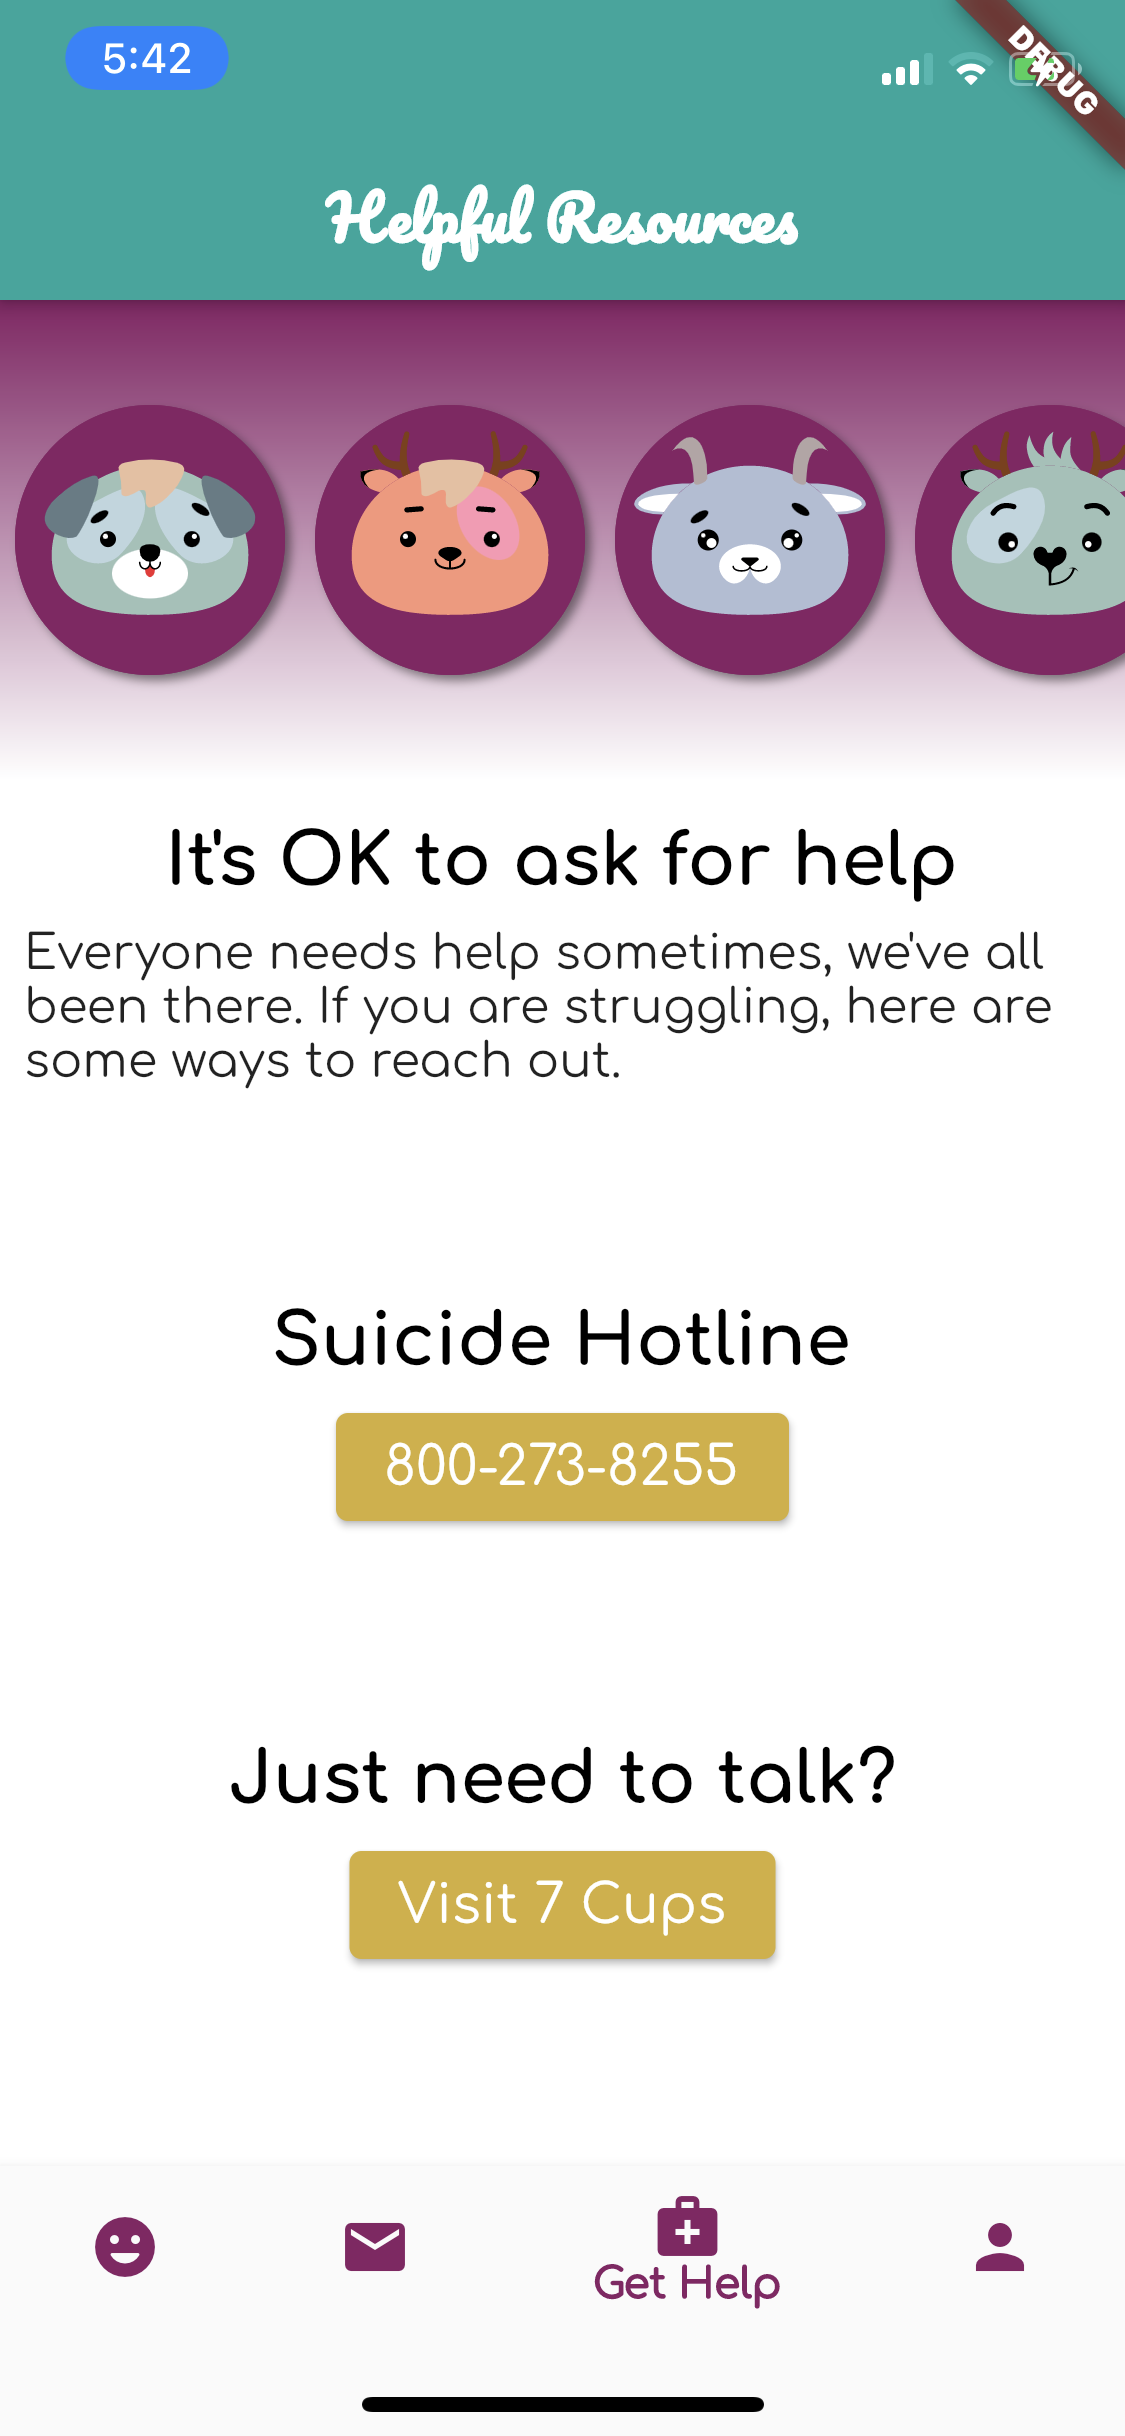 5:42
DEBUG
Helpful Resources
It's OK to ask for help
Everyone needs help sometimes, we've all
been there. If you are struggling, here are
some ways to reach out.
Suicide Hotline
800-273-8255
Just need to talk?
Visit 7 Cups
Get Help